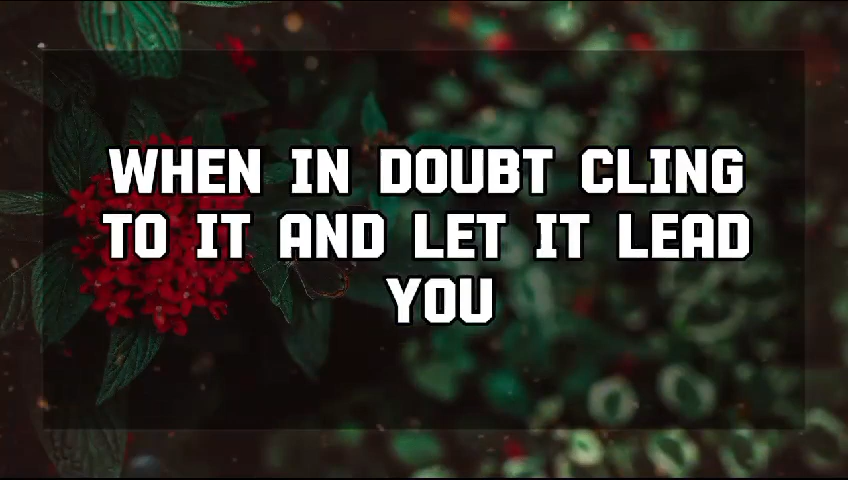 WHEN IN DOUBT CLING
TO IT AND LET IT LEAD
YOU